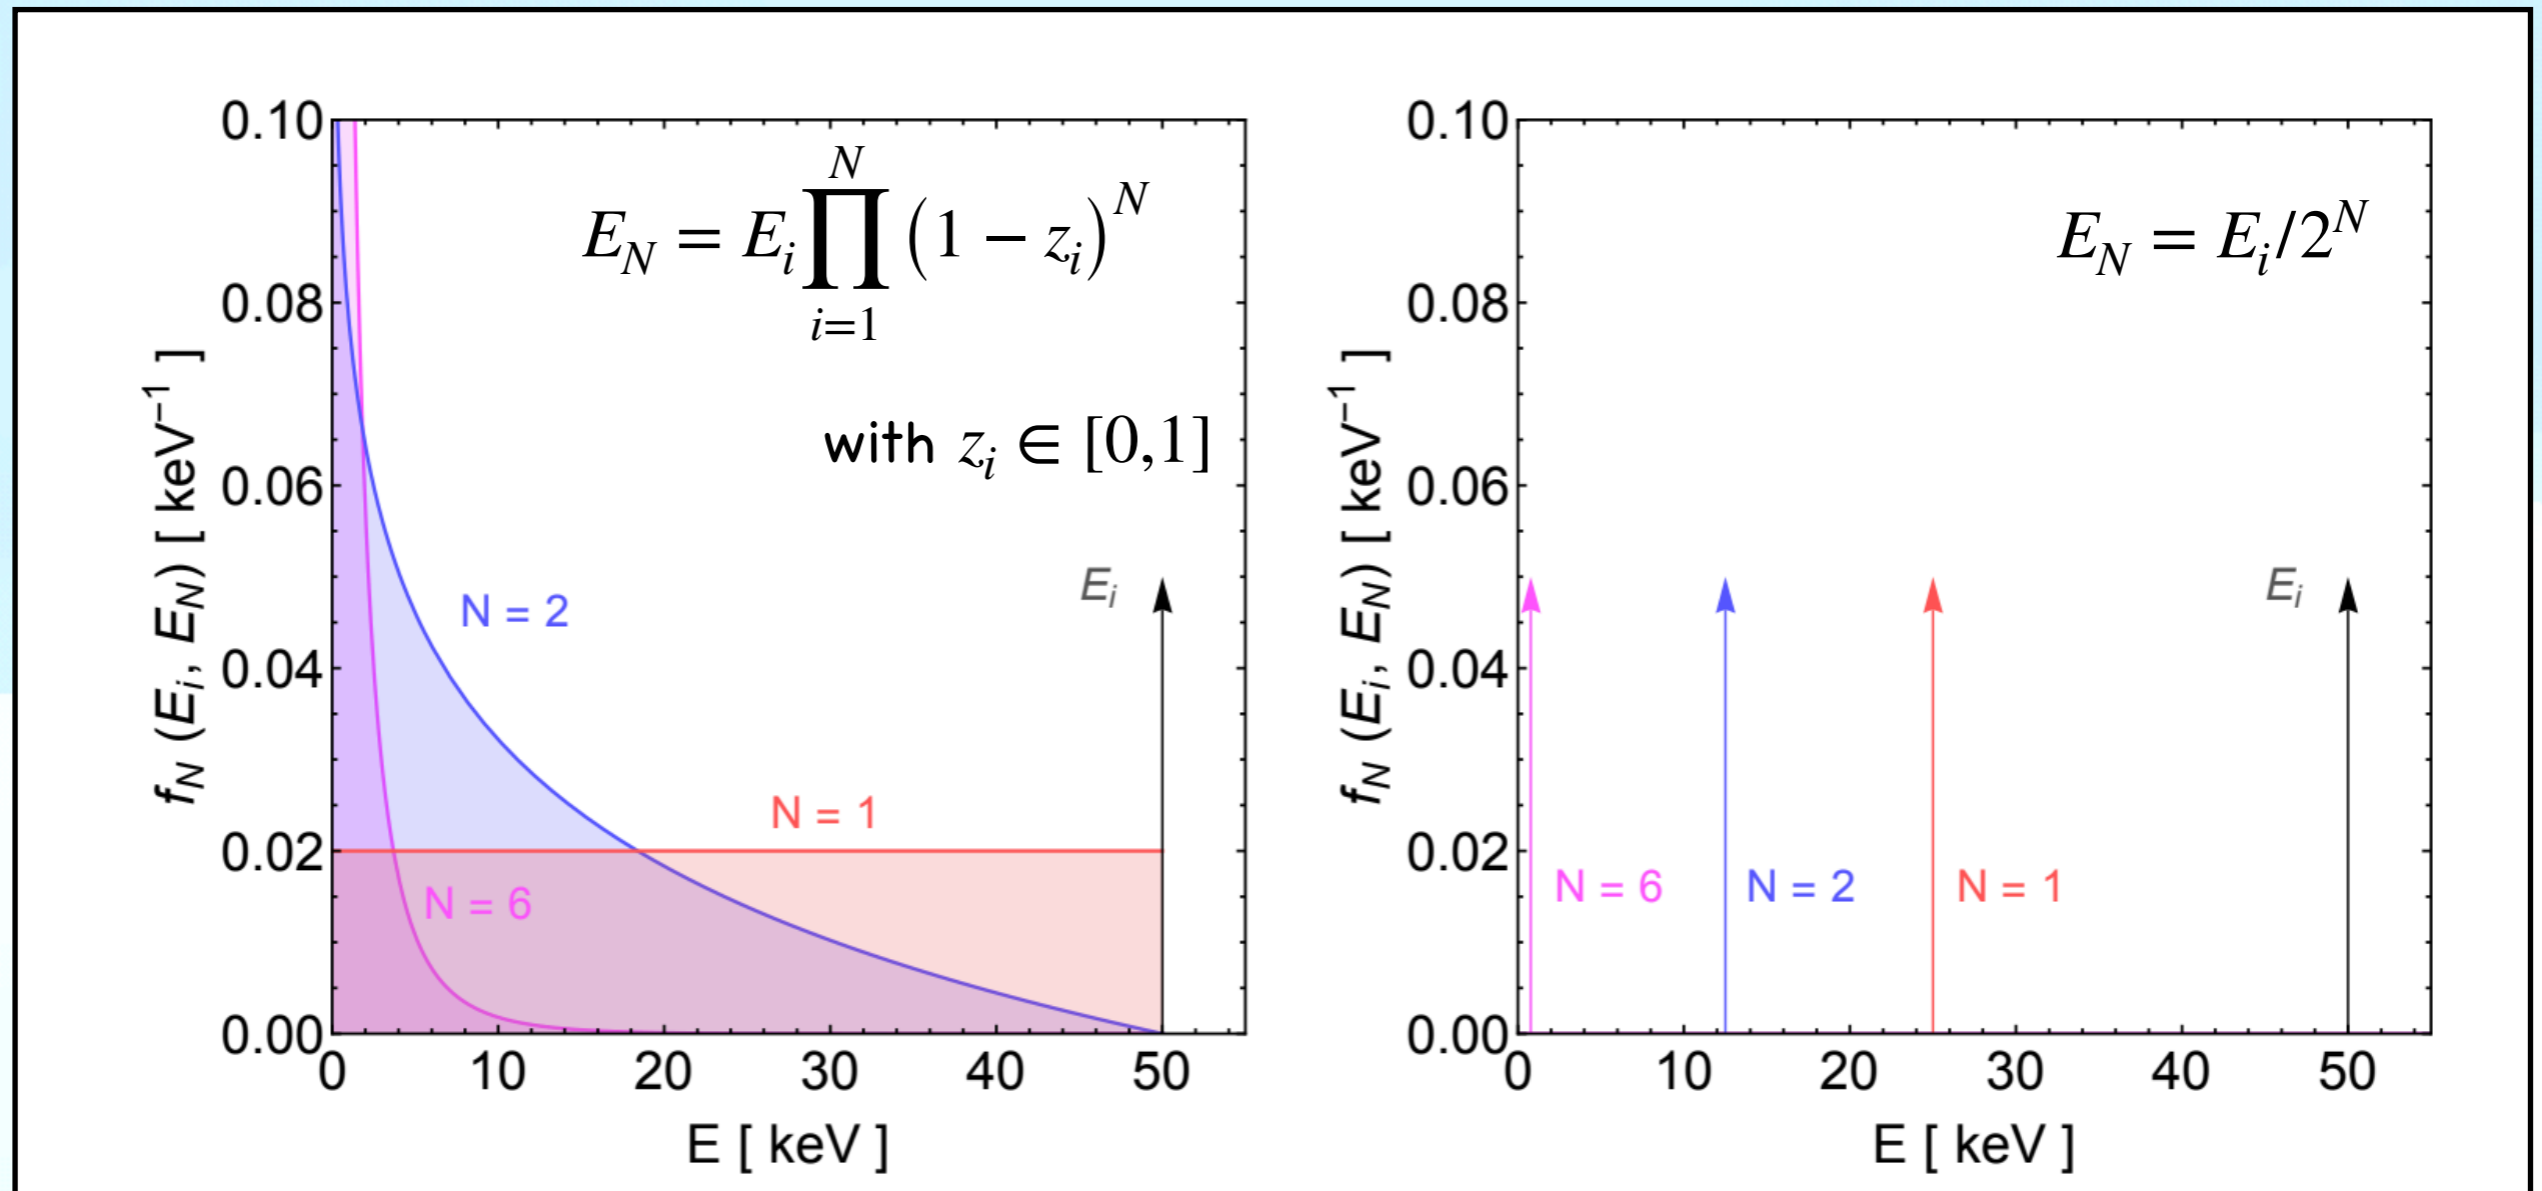 0.10
0.08
0.06
0.04
0.02
0.00
f_N (E_i, E_N) [ keV⁻¹ ]
E_N = E_i ∏_{i=1}^{N} (1 − z_i)^N
with z_i ∈ [0,1]
N = 2
E_i
N = 1
N = 6
0 10 20 30 40 50
E [ keV ]
0.10
0.08
0.06
0.04
0.02
0.00
f_N (E_i, E_N) [ keV⁻¹ ]
E_N = E_i/2^N
E_i
N = 6 N = 2 N = 1
0 10 20 30 40 50
E [ keV ]